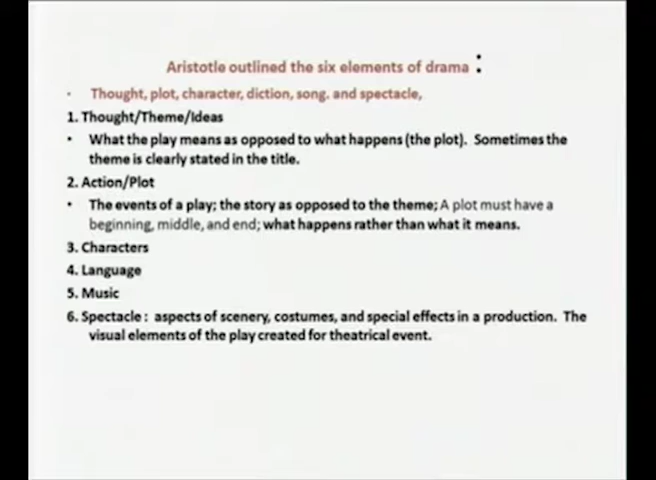 Aristotle outlined the six elements of drama :
• Thought, plot, character, diction, song. and spectacle,
1. Thought/Theme/Ideas
• What the play means as opposed to what happens (the plot). Sometimes the
theme is clearly stated in the title.
2. Action/Plot
• The events of a play; the story as opposed to the theme; A plot must have a
beginning, middle, and end; what happens rather than what it means.
3. Characters
4. Language
5. Music
6. Spectacle : aspects of scenery, costumes, and special effects in a production. The
visual elements of the play created for theatrical event.